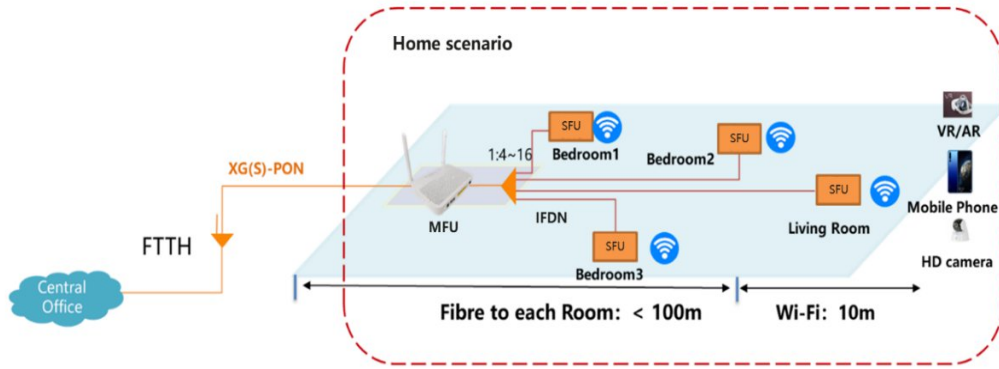 Home scenario
SFU
Bedroom1
1:4~16
SFU
Bedroom2
VR/AR
XG(S)-PON
MFU
IFDN
SFU
Living Room
Mobile Phone
FTTH
SFU
Bedroom3
HD camera
Central
Office
Fibre to each Room: < 100m
Wi-Fi: 10m